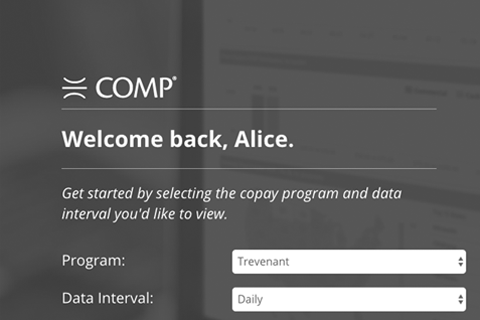 COMP®
Welcome back, Alice.
Get started by selecting the copay program and data
interval you'd like to view.
Program: Trevenant
Data Interval: Daily